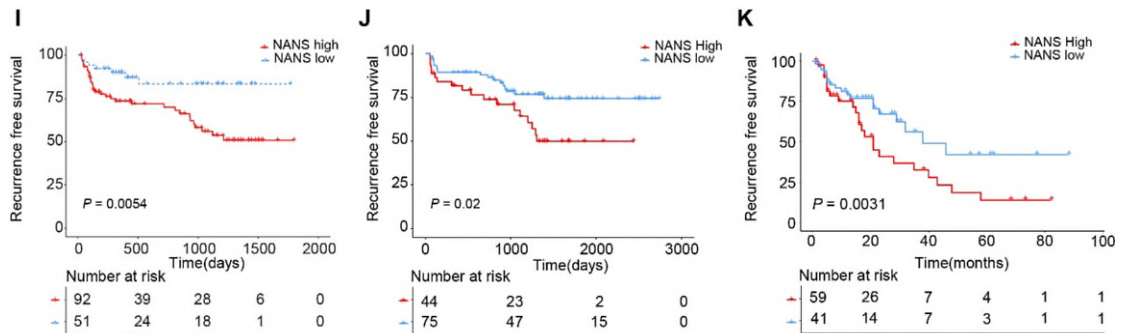 I
Recurrence free survival
100
75
50
25
0
NANS high
NANS low
P = 0.0054
0 500 1000 1500 2000
Time(days)
Number at risk
92 39 28 6 0
51 24 18 1 0
J
Recurrence free survival
100
75
50
25
0
NANS High
NANS low
P = 0.02
0 1000 2000 3000
Time(days)
Number at risk
44 23 2 0
75 47 15 0
K
Recurrence free survival
100
75
50
25
0
NANS High
NANS low
P = 0.0031
0 20 40 60 80 100
Time(months)
Number at risk
59 26 7 4 1 1
41 14 7 3 1 1